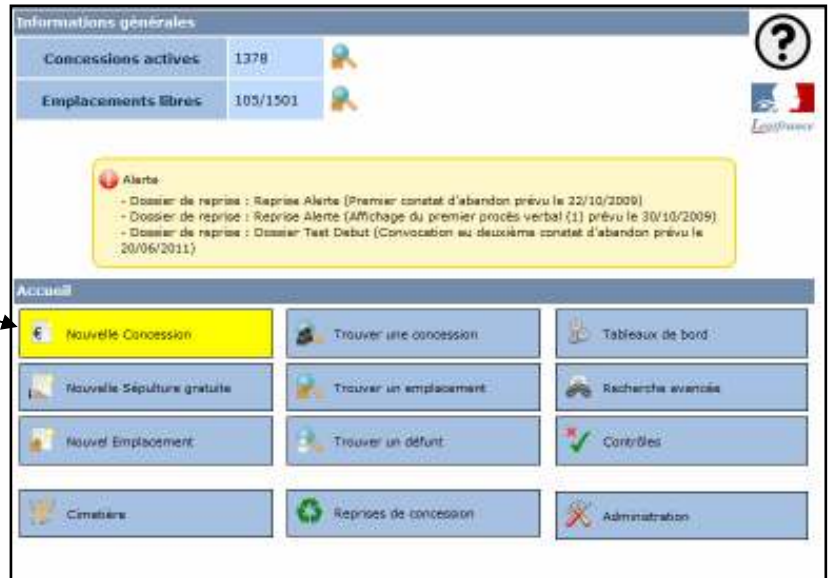 Informations générales
Concessions actives 1378
Emplacements libres 105/1501
?
Legifrance
Alerte
- Dossier de reprise : Reprise Alerte (Premier constat d'abandon prévu le 22/10/2009)
- Dossier de reprise : Reprise Alerte (Affichage du premier procès verbal (1) prévu le 30/10/2009)
- Dossier de reprise : Dossier Test Debut (Convocation au deuxième constat d'abandon prévu le
20/06/2011)
Accueil
€ Nouvelle Concession Trouver une concession Tableaux de bord
Nouvelle Sépulture gratuite Trouver un emplacement Recherche avancée
Nouvel Emplacement Trouver un défunt Contrôles
Cimetière Reprises de concession Administration